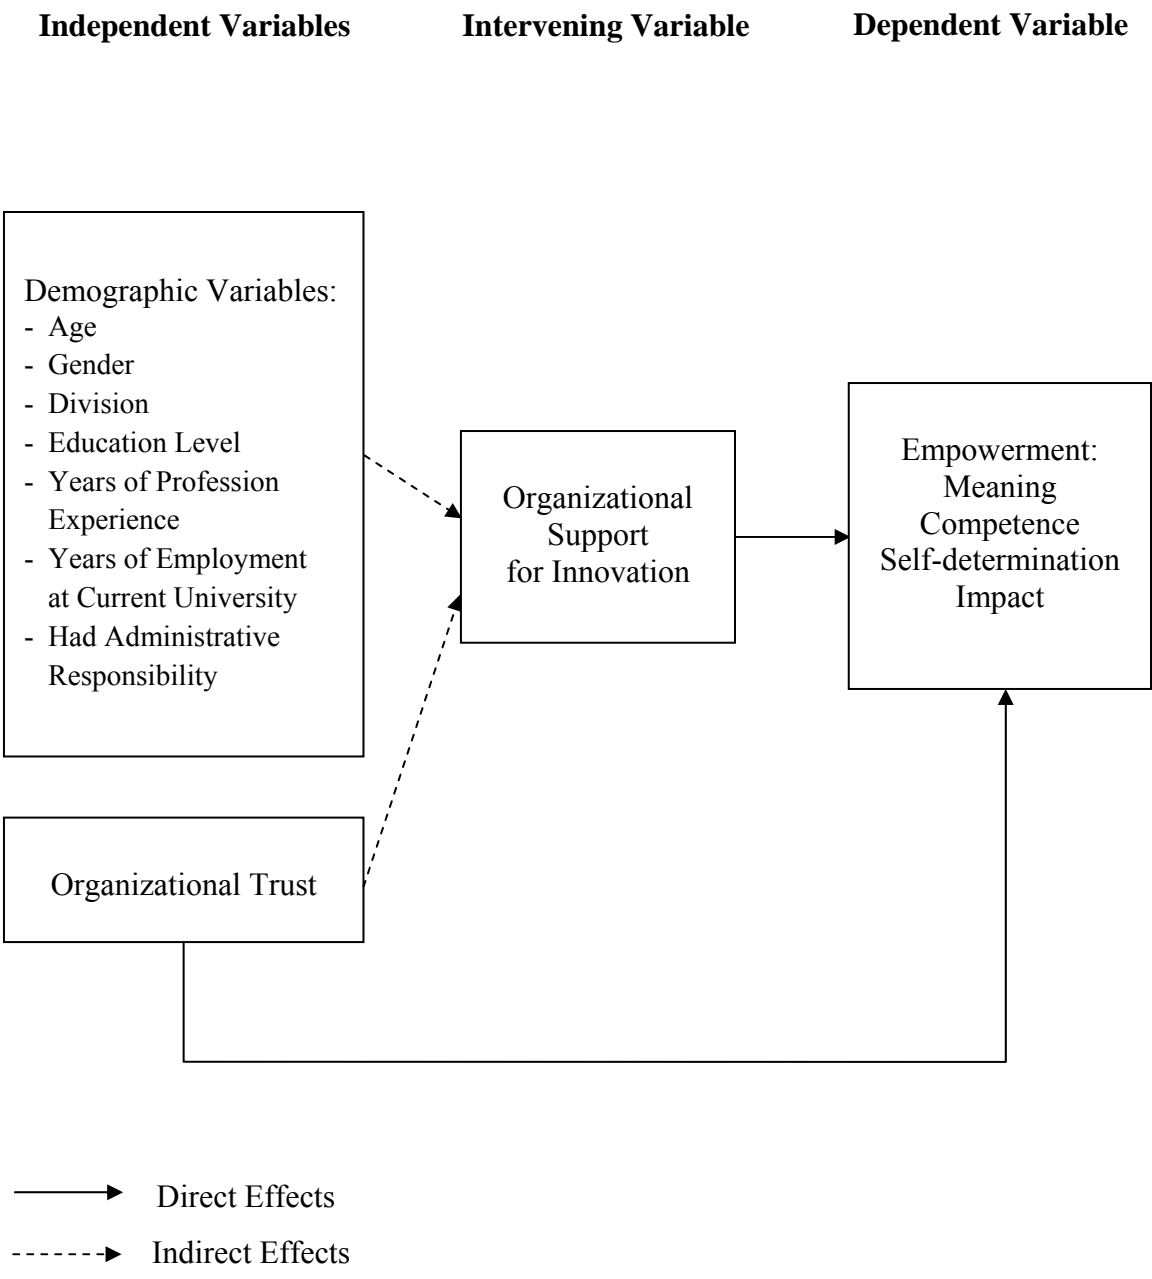 Independent Variables
Intervening Variable
Dependent Variable
Demographic Variables:
- Age
- Gender
- Division
- Education Level
- Years of Profession
Experience
- Years of Employment
at Current University
- Had Administrative
Responsibility
Organizational Trust
Organizational
Support
for Innovation
Empowerment:
Meaning
Competence
Self-determination
Impact
Direct Effects
Indirect Effects